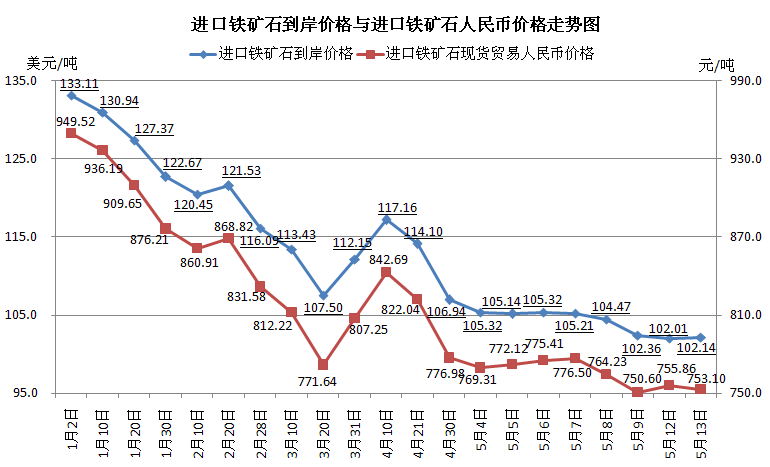 进口铁矿石到岸价格与进口铁矿石人民币价格走势图
进口铁矿石到岸价格 进口铁矿石现货贸易人民币价格
美元/吨 元/吨
135.0 990.0
125.0 930.0
115.0 870.0
105.0 810.0
95.0 750.0
133.11 130.94 127.37 122.67 120.45 121.53 116.09 113.43 107.50 112.15 117.16 114.10 106.94 105.32 105.14 105.32 105.21 104.47 102.36 102.01 102.14
949.52 936.19 909.65 876.21 860.91 868.82 831.58 812.22 771.64 807.25 842.69 822.04 776.98 769.31 772.12 775.41 776.50 764.23 750.60 755.86 753.10
1月2日 1月10日 1月20日 1月30日 2月10日 2月20日 2月28日 3月10日 3月20日 3月31日 4月10日 4月21日 4月30日 5月4日 5月5日 5月6日 5月7日 5月8日 5月9日 5月12日 5月13日